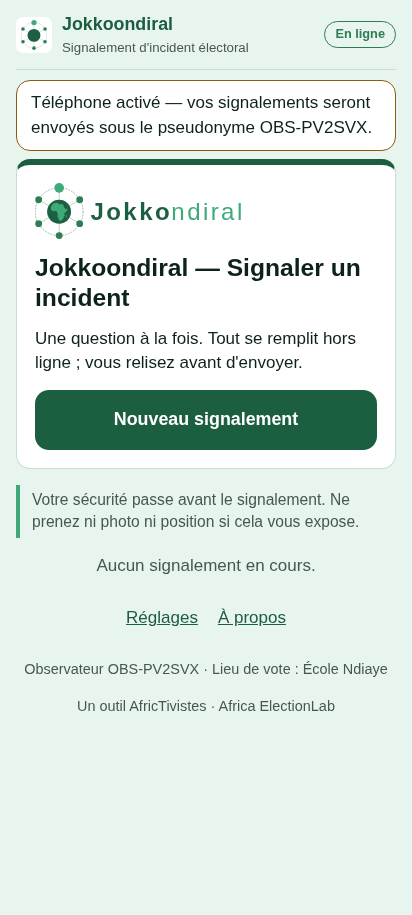 Jokkoondiral
Signalement d'incident électoral
En ligne
Téléphone activé — vos signalements seront
envoyés sous le pseudonyme OBS-PV2SVX.
Jokkondiral
Jokkoondiral — Signaler un
incident
Une question à la fois. Tout se remplit hors
ligne ; vous relisez avant d'envoyer.
Nouveau signalement
Votre sécurité passe avant le signalement. Ne
prenez ni photo ni position si cela vous expose.
Aucun signalement en cours.
Réglages À propos
Observateur OBS-PV2SVX · Lieu de vote : École Ndiaye
Un outil AfricTivistes · Africa ElectionLab